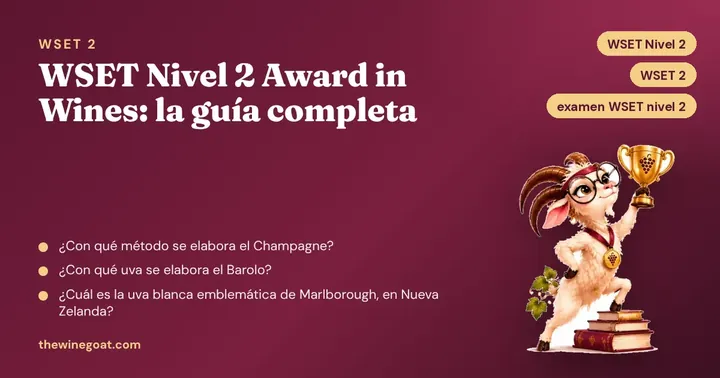 WSET 2
WSET Nivel 2 Award in
Wines: la guía completa
WSET Nivel 2
WSET 2
examen WSET nivel 2
¿Con qué método se elabora el Champagne?
¿Con qué uva se elabora el Barolo?
¿Cuál es la uva blanca emblemática de Marlborough, en Nueva
Zelanda?
thewinegoat.com